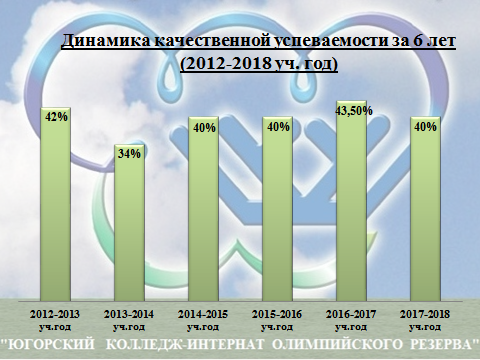 Динамика качественной успеваемости за 6 лет
(2012-2018 уч. год)
42%
34%
40%
40%
43,50%
40%
2012-2013 уч.год
2013-2014 уч.год
2014-2015 уч.год
2015-2016 уч.год
2016-2017 уч.год
2017-2018 уч.год
"ЮГОРСКИЙ КОЛЛЕДЖ-ИНТЕРНАТ ОЛИМПИЙСКОГО РЕЗЕРВА"